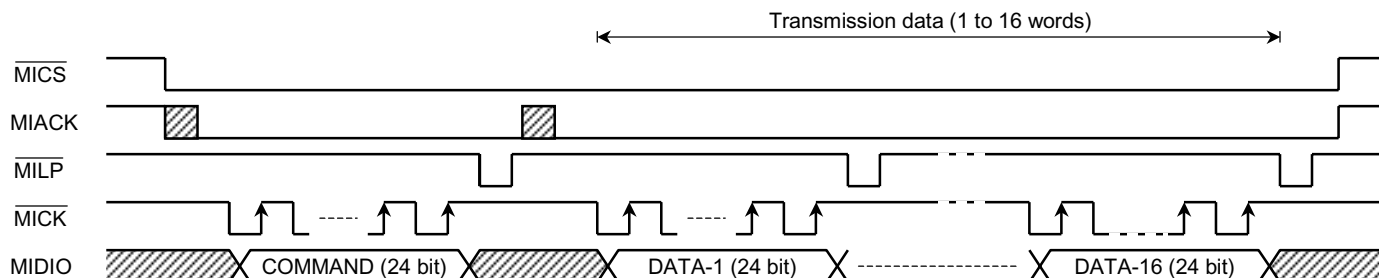 Transmission data (1 to 16 words)
MICS
MIACK
MILP
MICK
MIDIO COMMAND (24 bit) DATA-1 (24 bit) DATA-16 (24 bit)